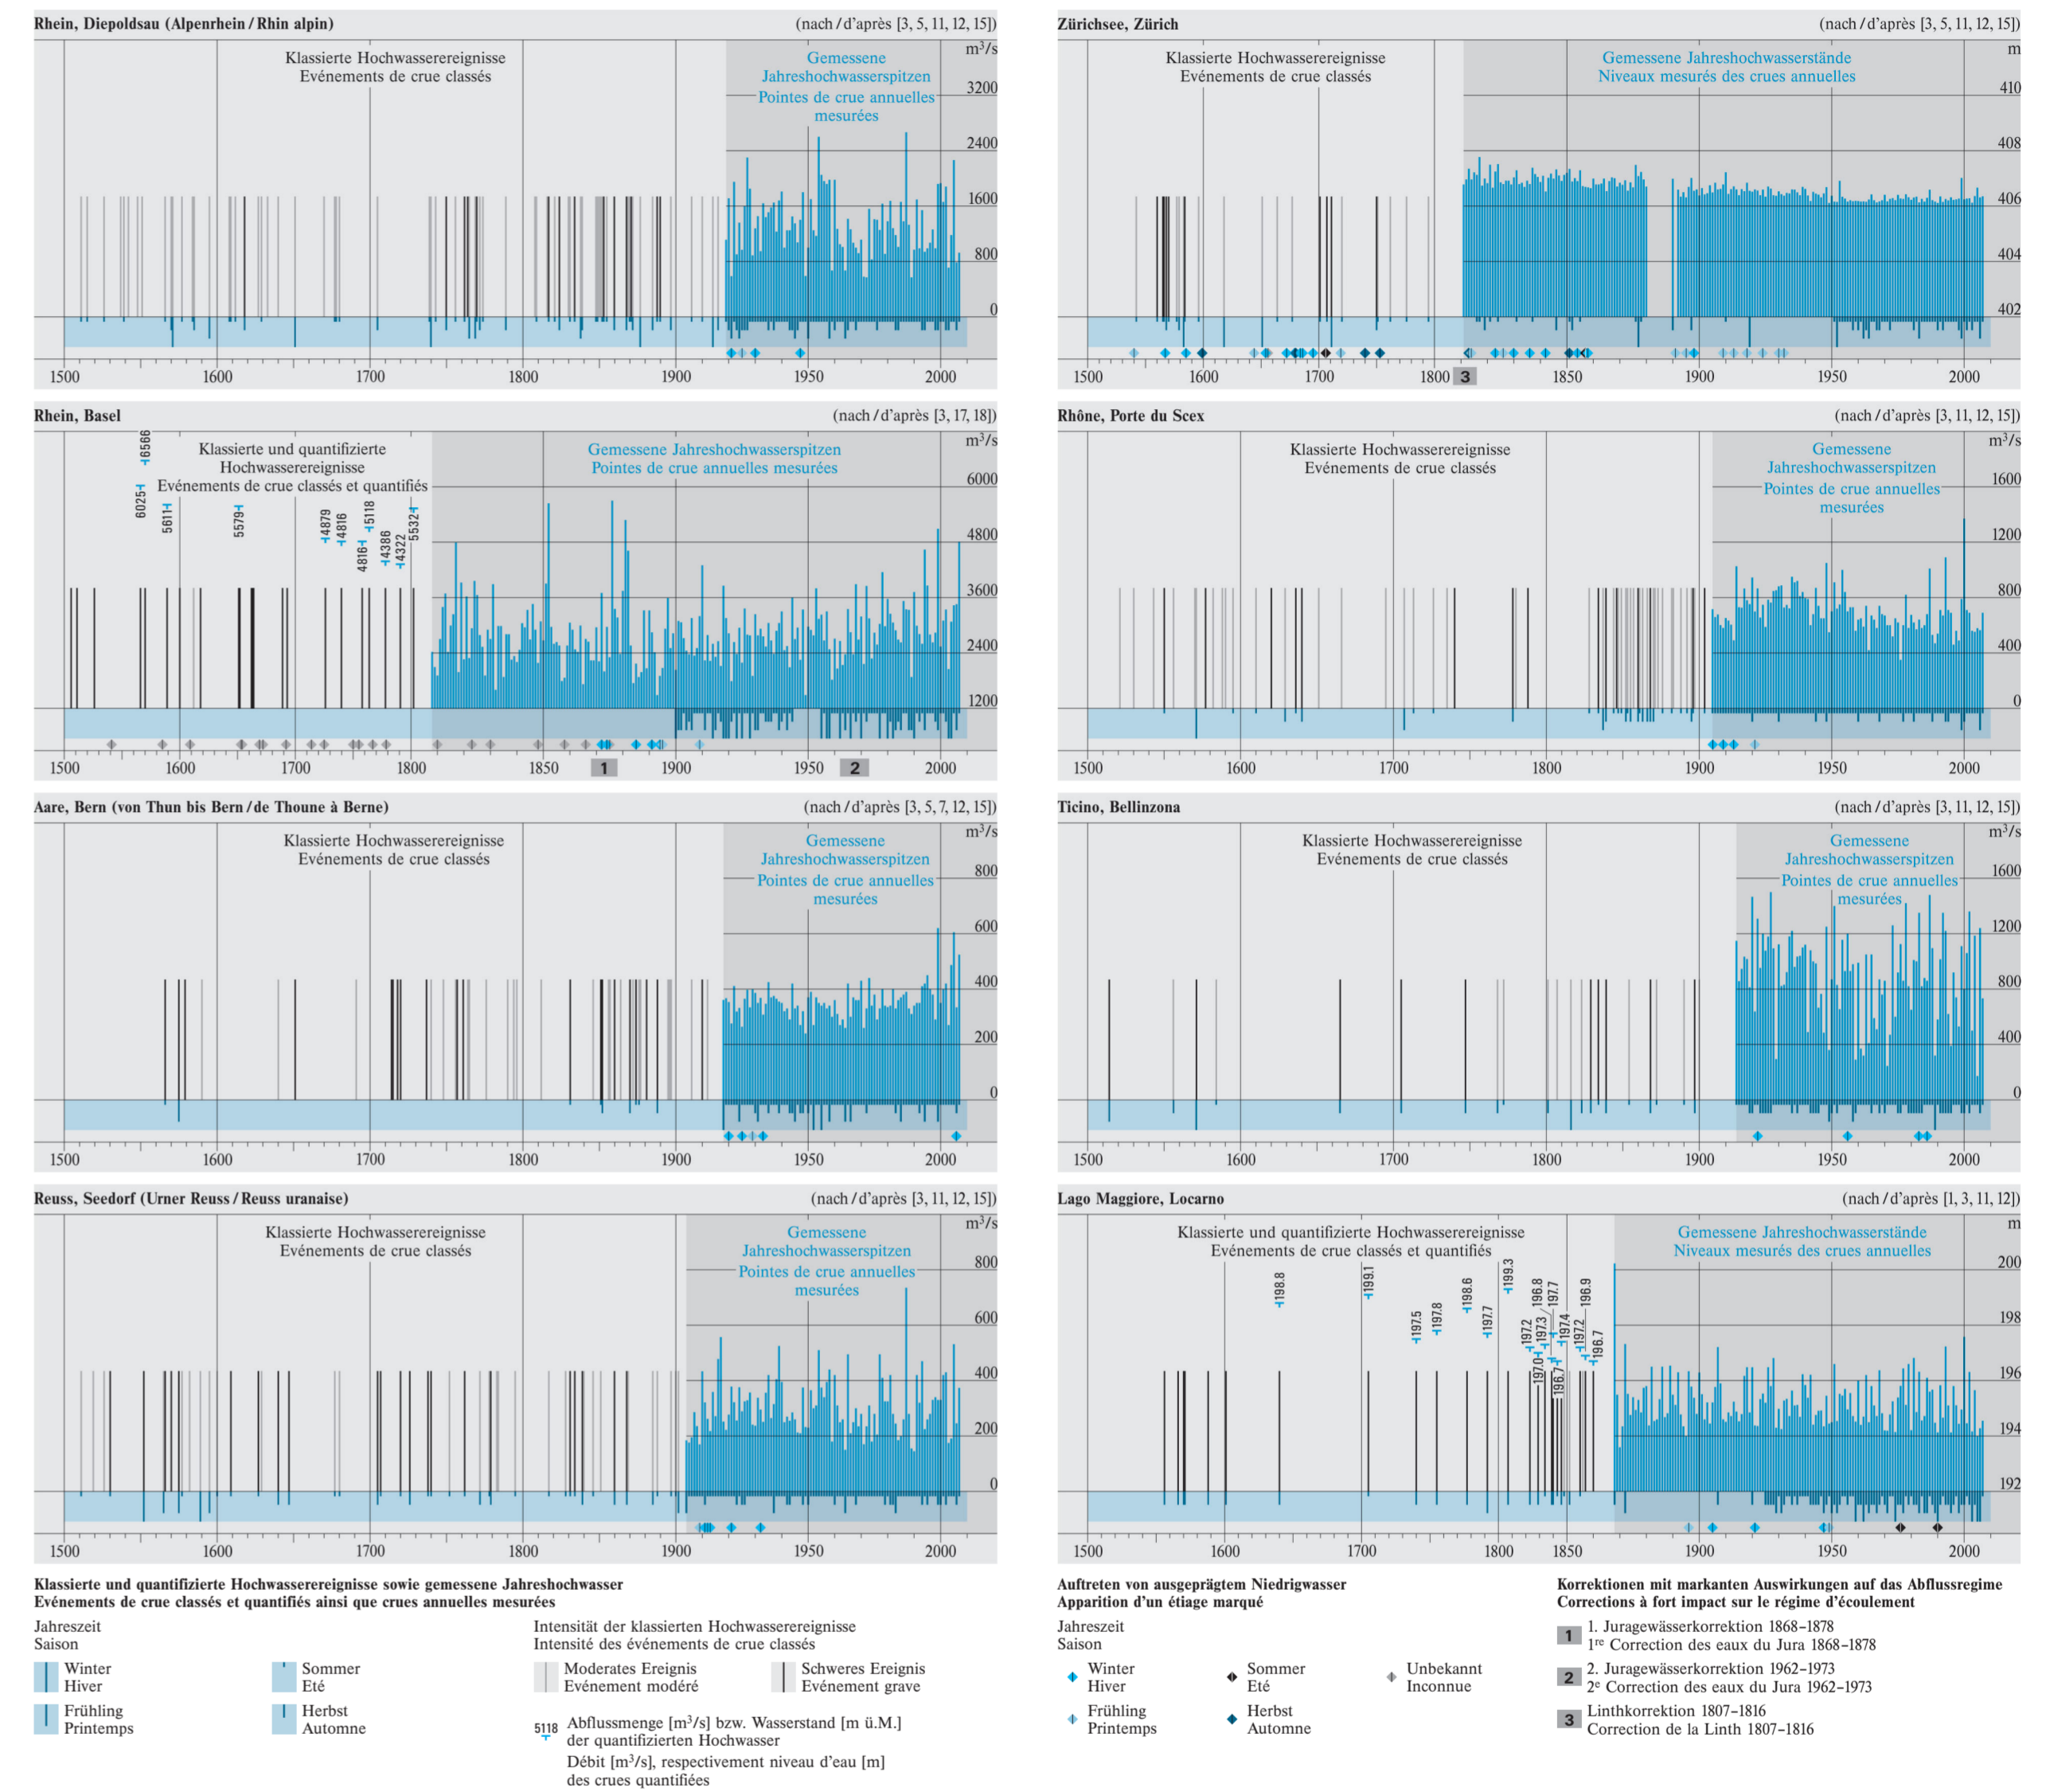 Rhein, Diepoldsau (Alpenrhein / Rhin alpin)
(nach / d'après [3, 5, 11, 12, 15])
Klassierte Hochwasserereignisse
Evénements de crue classés
Gemessene
Jahreshochwasserspitzen
Pointes de crue annuelles
mesurées
m³/s
3200
2400
1600
800
0
1500 1600 1700 1800 1900 1950 2000
Zürichsee, Zürich
(nach / d'après [3, 5, 11, 12, 15])
Klassierte Hochwasserereignisse
Evénements de crue classés
Gemessene Jahreshochwasserstände
Niveaux mesurés des crues annuelles
m
410
408
406
404
402
1500 1600 1700 1800 3 1850 1900 1950 2000
Rhein, Basel
(nach / d'après [3, 17, 18])
Klassierte und quantifizierte
Hochwasserereignisse
Evénements de crue classés et quantifiés
Gemessene Jahreshochwasserspitzen
Pointes de crue annuelles mesurées
6025
6566
5611
5579
4879
4816
4816
5118
4386
4322
5532
m³/s
6000
4800
3600
2400
1200
1500 1600 1700 1800 1850 1 1900 1950 2 2000
Rhône, Porte du Scex
(nach / d'après [3, 11, 12, 15])
Klassierte Hochwasserereignisse
Evénements de crue classés
Gemessene
Jahreshochwasserspitzen
Pointes de crue annuelles
mesurées
m³/s
1600
1200
800
400
0
1500 1600 1700 1800 1900 1950 2000
Aare, Bern (von Thun bis Bern / de Thoune à Berne)
(nach / d'après [3, 5, 7, 12, 15])
Klassierte Hochwasserereignisse
Evénements de crue classés
Gemessene
Jahreshochwasserspitzen
Pointes de crue annuelles
mesurées
m³/s
800
600
400
200
0
1500 1600 1700 1800 1900 1950 2000
Ticino, Bellinzona
(nach / d'après [3, 11, 12, 15])
Klassierte Hochwasserereignisse
Evénements de crue classés
Gemessene
Jahreshochwasserspitzen
Pointes de crue annuelles
mesurées
m³/s
1600
1200
800
400
0
1500 1600 1700 1800 1900 1950 2000
Reuss, Seedorf (Urner Reuss / Reuss uranaise)
(nach / d'après [3, 11, 12, 15])
Klassierte Hochwasserereignisse
Evénements de crue classés
Gemessene
Jahreshochwasserspitzen
Pointes de crue annuelles
mesurées
m³/s
800
600
400
200
0
1500 1600 1700 1800 1900 1950 2000
Lago Maggiore, Locarno
(nach / d'après [1, 3, 11, 12])
Klassierte und quantifizierte Hochwasserereignisse
Evénements de crue classés et quantifiés
Gemessene Jahreshochwasserstände
Niveaux mesurés des crues annuelles
198.8
199.1
197.5
197.8
198.6
197.7
199.3
197.2
197.0
197.3
196.8
197.7
196.7
197.4
197.2
196.9
196.7
m
200
198
196
194
192
1500 1600 1700 1800 1850 1900 1950 2000
Klassierte und quantifizierte Hochwasserereignisse sowie gemessene Jahreshochwasser
Evénements de crue classés et quantifiés ainsi que crues annuelles mesurées
Jahreszeit
Saison
Winter
Hiver
Frühling
Printemps
Sommer
Eté
Herbst
Automne
Intensität der klassierten Hochwasserereignisse
Intensité des événements de crue classés
Moderates Ereignis
Evénement modéré
Schweres Ereignis
Evénement grave
5118
Abflussmenge [m³/s] bzw. Wasserstand [m ü.M.]
der quantifizierten Hochwasser
Débit [m³/s], respectivement niveau d'eau [m]
des crues quantifiées
Auftreten von ausgeprägtem Niedrigwasser
Apparition d'un étiage marqué
Jahreszeit
Saison
Winter
Hiver
Frühling
Printemps
Sommer
Eté
Herbst
Automne
Unbekannt
Inconnue
Korrektionen mit markanten Auswirkungen auf das Abflussregime
Corrections à fort impact sur le régime d'écoulement
1
1. Juragewässerkorrektion 1868–1878
1re Correction des eaux du Jura 1868–1878
2
2. Juragewässerkorrektion 1962–1973
2e Correction des eaux du Jura 1962–1973
3
Linthkorrektion 1807–1816
Correction de la Linth 1807–1816